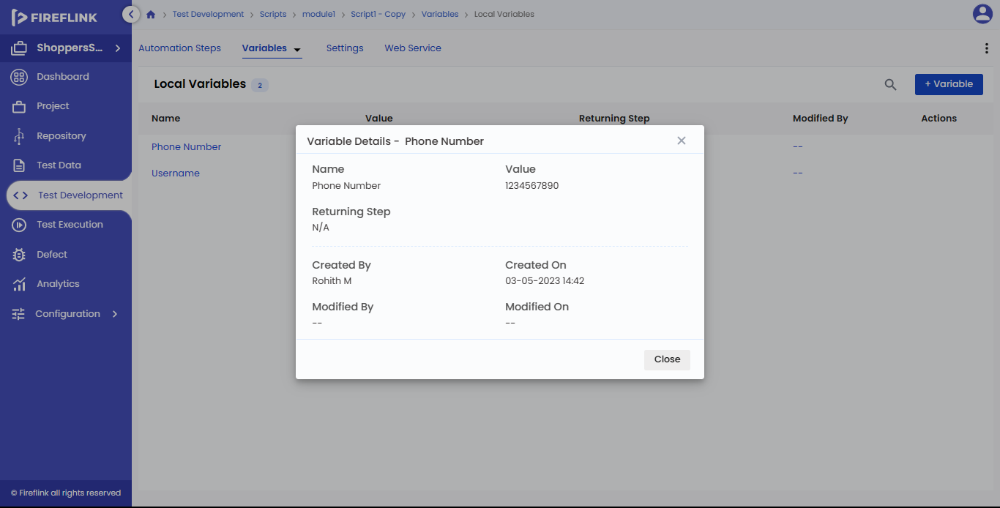 FIREFLINK
Test Development
Scripts
module1
Script1 - Copy
Variables
Local Variables
ShoppersS...
Automation Steps
Variables
Settings
Web Service
Dashboard
Project
Repository
Test Data
Test Development
Test Execution
Defect
Analytics
Configuration
© Fireflink all rights reserved
Local Variables 2
+ Variable
Name Value Returning Step Modified By Actions
Phone Number --
Username --
Variable Details - Phone Number
Name Value
Phone Number 1234567890
Returning Step
N/A
Created By Created On
Rohith M 03-05-2023 14:42
Modified By Modified On
-- --
Close